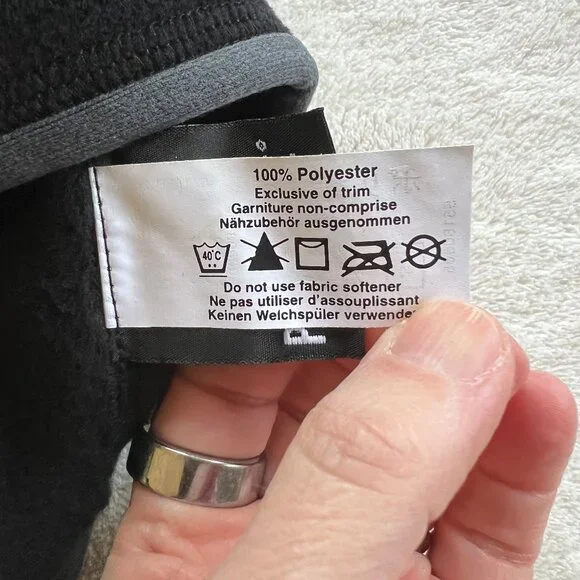 100% Polyester
Exclusive of trim
Garniture non-comprise
Nähzubehör ausgenommen
40°C
Do not use fabric softener
Ne pas utiliser d'assouplissant
Keinen Weichspüler verwende
P